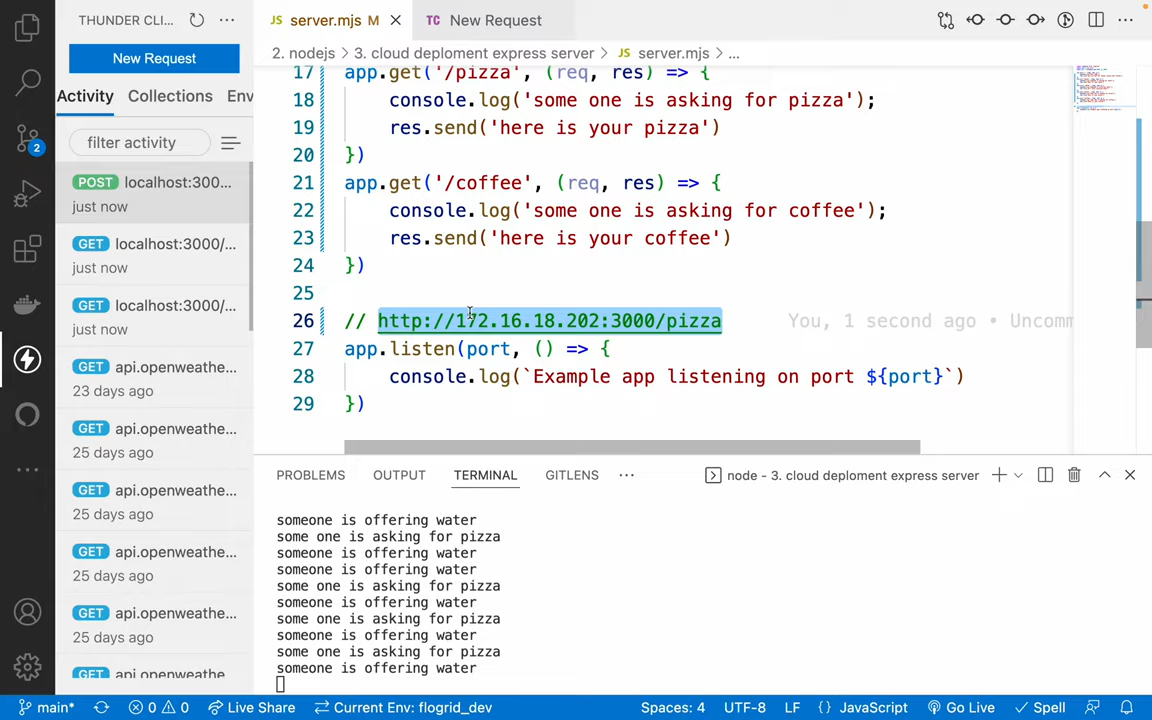 THUNDER CLI...
server.mjs M
TC New Request
New Request
2. nodejs > 3. cloud deploment express server > JS server.mjs > ...
Activity Collections Env
filter activity
POST localhost:300...
just now
GET localhost:3000/...
just now
GET localhost:3000/...
just now
GET api.openweathe...
23 days ago
GET api.openweathe...
25 days ago
GET api.openweathe...
25 days ago
GET api.openweathe...
25 days ago
GET api.openweathe...
25 days ago
GET api.openweathe...
17 app.get('/pizza', (req, res) => {
18 console.log('some one is asking for pizza');
19 res.send('here is your pizza')
20 })
21 app.get('/coffee', (req, res) => {
22 console.log('some one is asking for coffee');
23 res.send('here is your coffee')
24 })
25
26 // http://172.16.18.202:3000/pizza You, 1 second ago • Uncomm
27 app.listen(port, () => {
28 console.log(`Example app listening on port ${port}`)
29 })
PROBLEMS OUTPUT TERMINAL GITLENS ... node - 3. cloud deploment express server
someone is offering water
some one is asking for pizza
someone is offering water
someone is offering water
some one is asking for pizza
someone is offering water
some one is asking for pizza
someone is offering water
some one is asking for pizza
someone is offering water
2
main* 0 0 Live Share Current Env: flogrid_dev Spaces: 4 UTF-8 LF {} JavaScript Go Live Spell